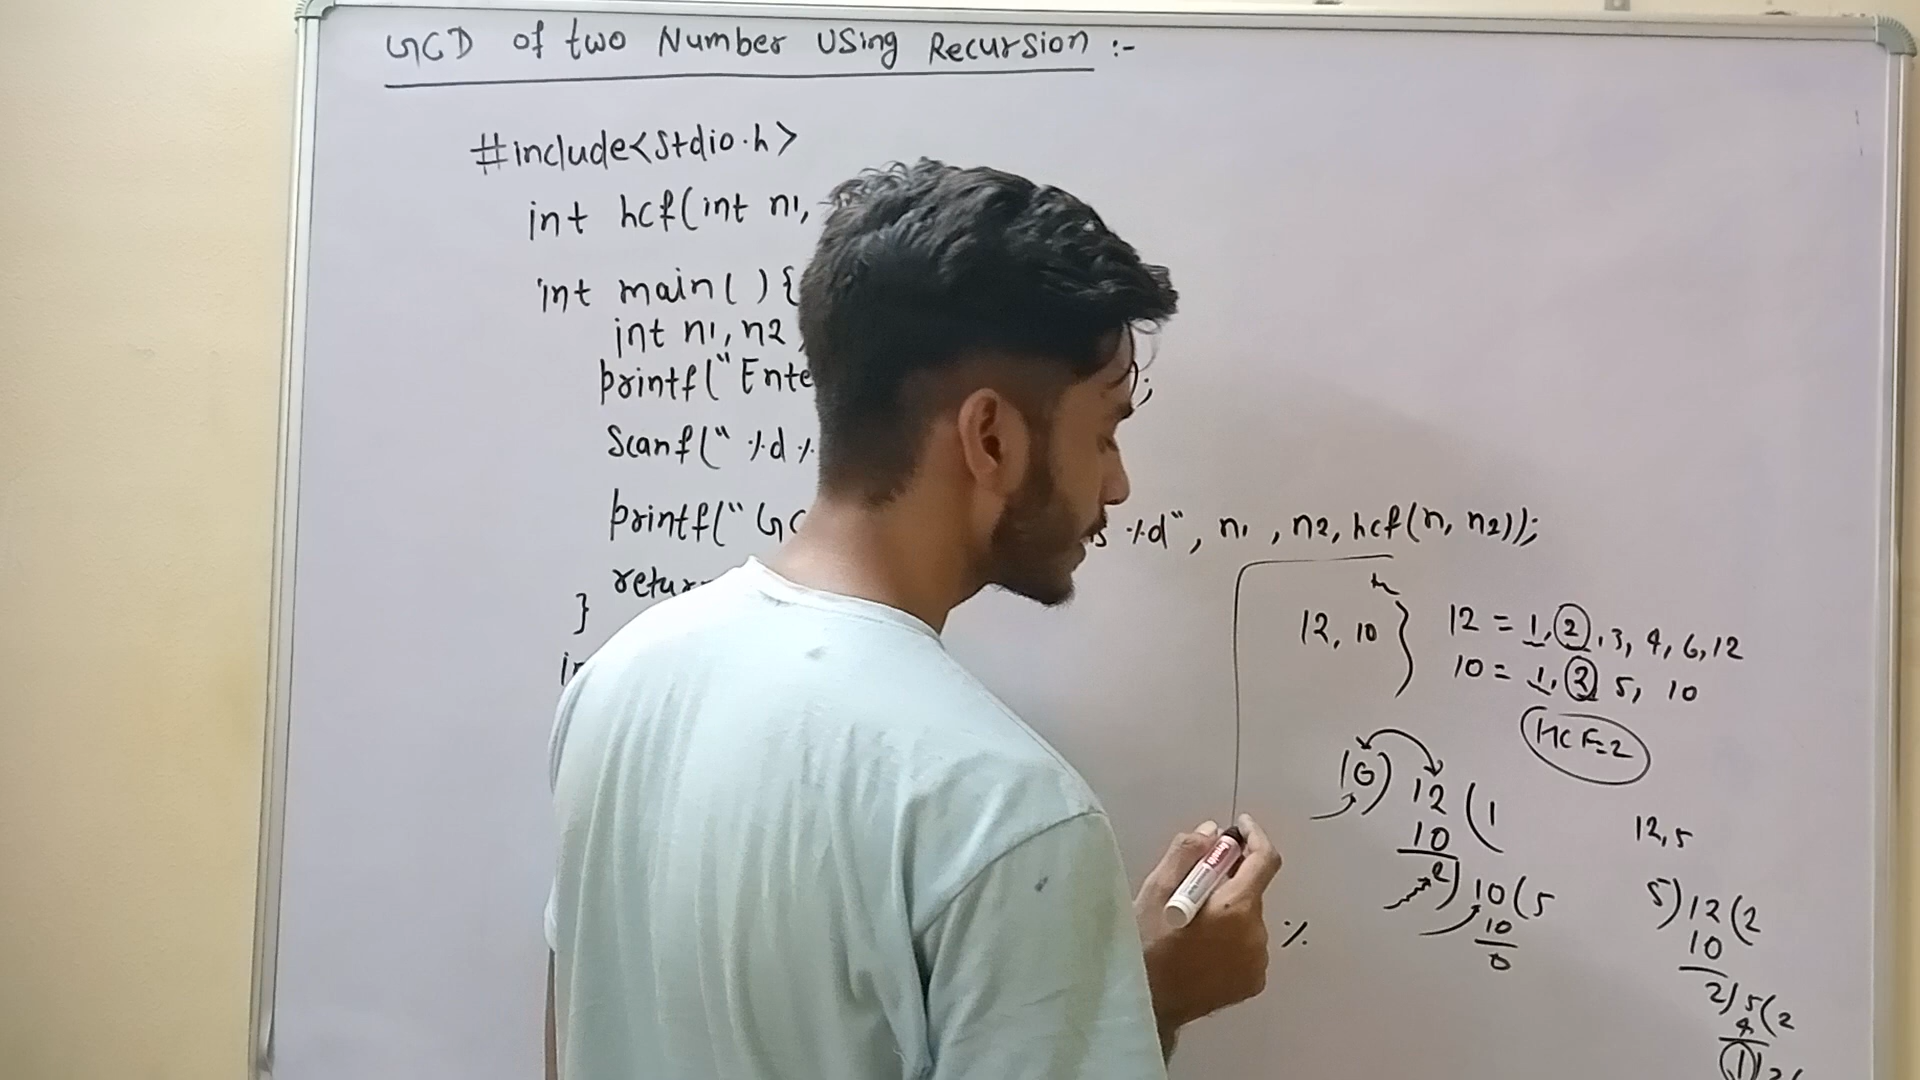 GCD of two Number Using Recursion :-
#include<stdio.h>
int hcf(int n1,
int main( ) {
int n1, n2
printf("Ente );
Scanf(" %d %
printf("GC is %d", n1, n2, hcf(n, n2));
}
12, 10 } 12 = 1, 2, 3, 4, 6, 12
10 = 1, 2 5, 10
HCF=2
10) 12 (1
10
2) 10 (5
10
0
%
12, 5
5) 12 (2
10
2) 5 (2
4
1) 2 (